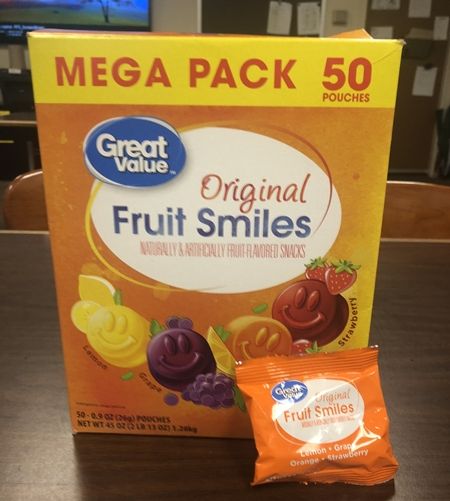 MEGA PACK 50
POUCHES
Great
Value
Original
Fruit Smiles
NATURALLY & ARTIFICIALLY FRUIT-FLAVORED SNACKS
Lemon
Grape
Strawberry
50 - 0.9 OZ (26g) POUCHES
NET WT 45 OZ (2 LB 13 OZ) 1.28kg
Great
Value
Original
Fruit Smiles
Lemon • Grape
Orange • Strawberry